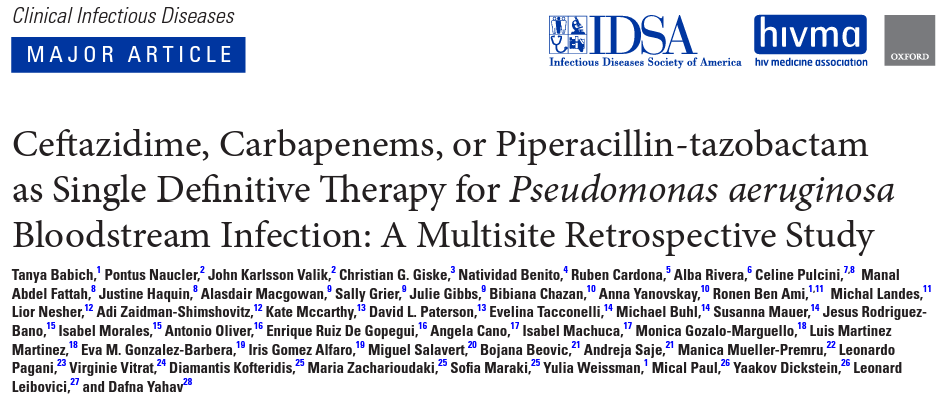 Clinical Infectious Diseases
MAJOR ARTICLE
IDSA
Infectious Diseases Society of America
hivma
hiv medicine association
OXFORD
Ceftazidime, Carbapenems, or Piperacillin-tazobactam
as Single Definitive Therapy for Pseudomonas aeruginosa
Bloodstream Infection: A Multisite Retrospective Study
Tanya Babich,1 Pontus Naucler,2 John Karlsson Valik,2 Christian G. Giske,3 Natividad Benito,4 Ruben Cardona,5 Alba Rivera,6 Celine Pulcini,7,8 Manal
Abdel Fattah,8 Justine Haquin,8 Alasdair Macgowan,9 Sally Grier,9 Julie Gibbs,9 Bibiana Chazan,10 Anna Yanovskay,10 Ronen Ben Ami,1,11 Michal Landes,11
Lior Nesher,12 Adi Zaidman-Shimshovitz,12 Kate Mccarthy,13 David L. Paterson,13 Evelina Tacconelli,14 Michael Buhl,14 Susanna Mauer,14 Jesus Rodriguez-
Bano,15 Isabel Morales,15 Antonio Oliver,16 Enrique Ruiz De Gopegui,16 Angela Cano,17 Isabel Machuca,17 Monica Gozalo-Marguello,18 Luis Martinez
Martinez,18 Eva M. Gonzalez-Barbera,19 Iris Gomez Alfaro,19 Miguel Salavert,20 Bojana Beovic,21 Andreja Saje,21 Manica Mueller-Premru,22 Leonardo
Pagani,23 Virginie Vitrat,24 Diamantis Kofteridis,25 Maria Zacharioudaki,25 Sofia Maraki,25 Yulia Weissman,1 Mical Paul,26 Yaakov Dickstein,26 Leonard
Leibovici,27 and Dafna Yahav28